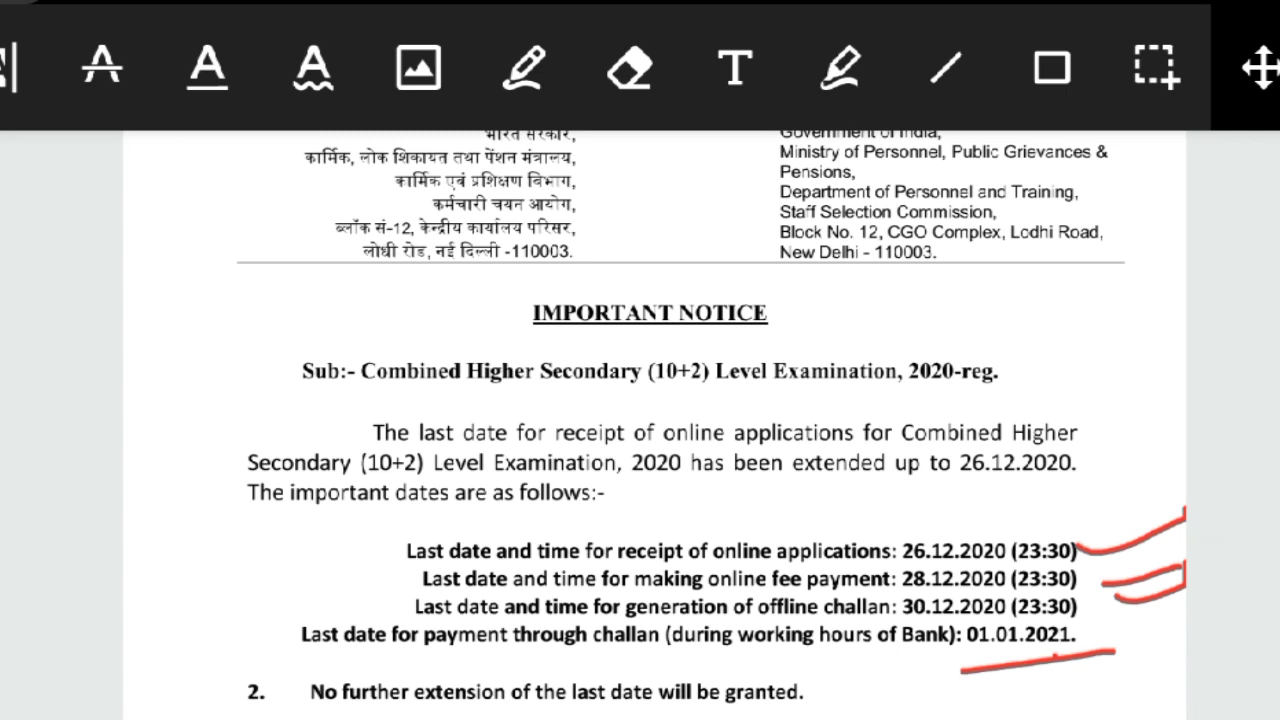 भारत सरकार,
कार्मिक, लोक शिकायत तथा पेंशन मंत्रालय,
कार्मिक एवं प्रशिक्षण विभाग,
कर्मचारी चयन आयोग,
ब्लॉक सं-12, केन्द्रीय कार्यालय परिसर,
लोधी रोड, नई दिल्ली -110003.
Government of India,
Ministry of Personnel, Public Grievances &
Pensions,
Department of Personnel and Training,
Staff Selection Commission,
Block No. 12, CGO Complex, Lodhi Road,
New Delhi - 110003.
IMPORTANT NOTICE
Sub:- Combined Higher Secondary (10+2) Level Examination, 2020-reg.
The last date for receipt of online applications for Combined Higher
Secondary (10+2) Level Examination, 2020 has been extended up to 26.12.2020.
The important dates are as follows:-
Last date and time for receipt of online applications: 26.12.2020 (23:30)
Last date and time for making online fee payment: 28.12.2020 (23:30)
Last date and time for generation of offline challan: 30.12.2020 (23:30)
Last date for payment through challan (during working hours of Bank): 01.01.2021.
2. No further extension of the last date will be granted.